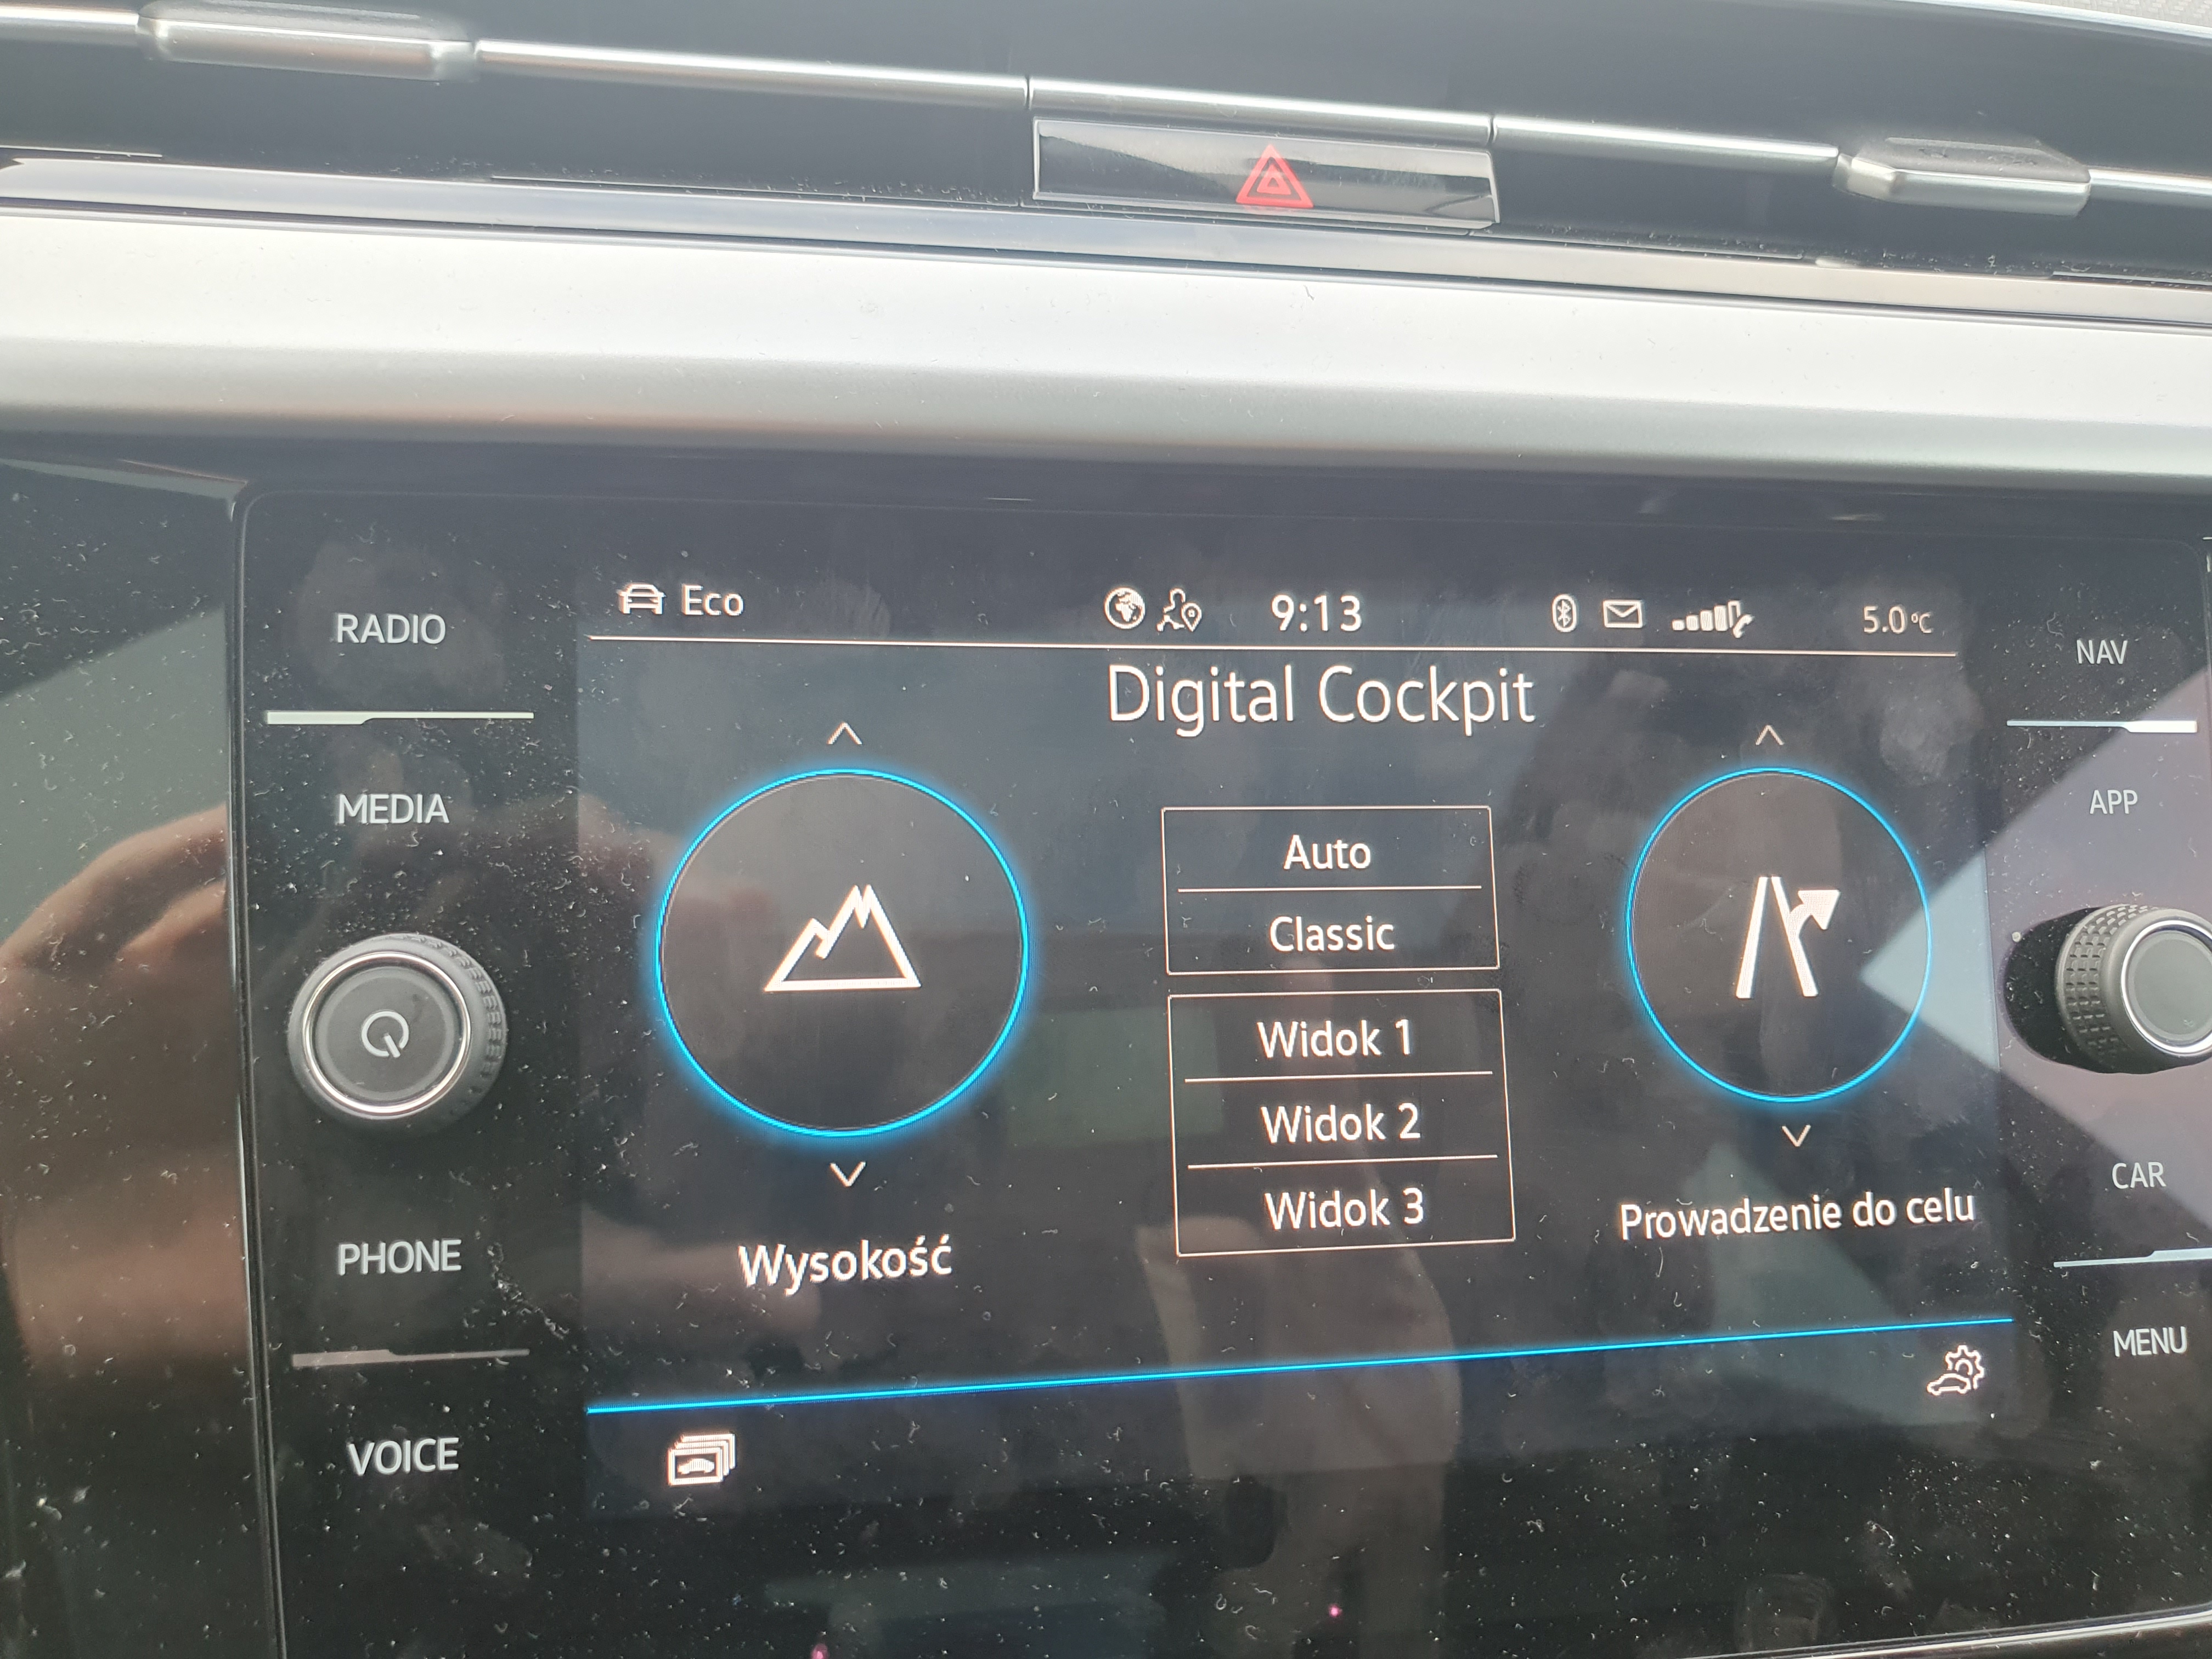 Eco 9:13 5.0°C
Digital Cockpit
RADIO
MEDIA
PHONE
VOICE
Auto
Classic
Widok 1
Widok 2
Widok 3
Wysokość
Prowadzenie do celu
NAV
APP
CAR
MENU